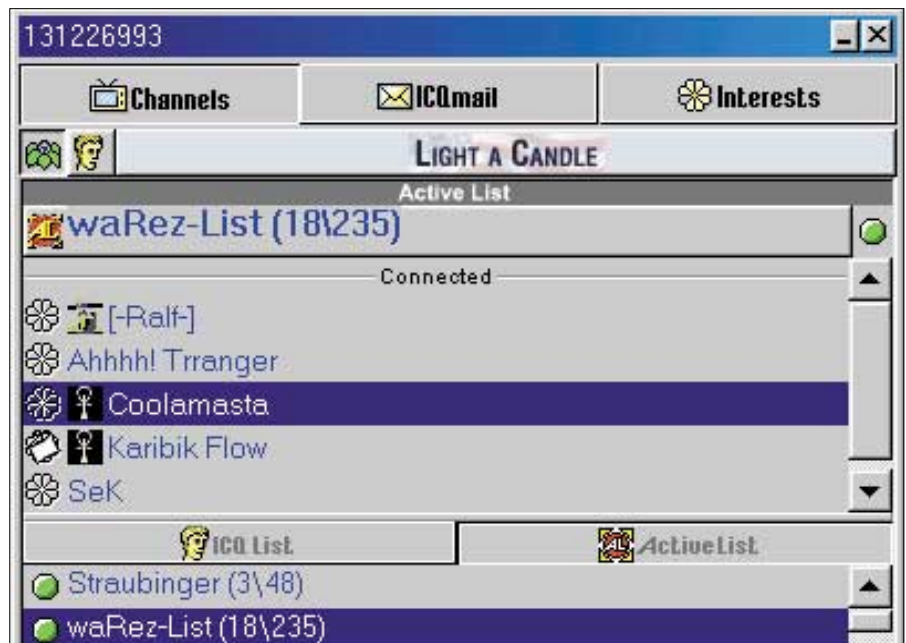 131226993
Channels ICQmail Interests
LIGHT A CANDLE
Active List
waRez-List (18\235)
Connected
[-Ralf-]
Ahhhh! Trranger
Coolamasta
Karibik Flow
SeK
ICQ List ActiveList
Straubinger (3\48)
waRez-List (18\235)